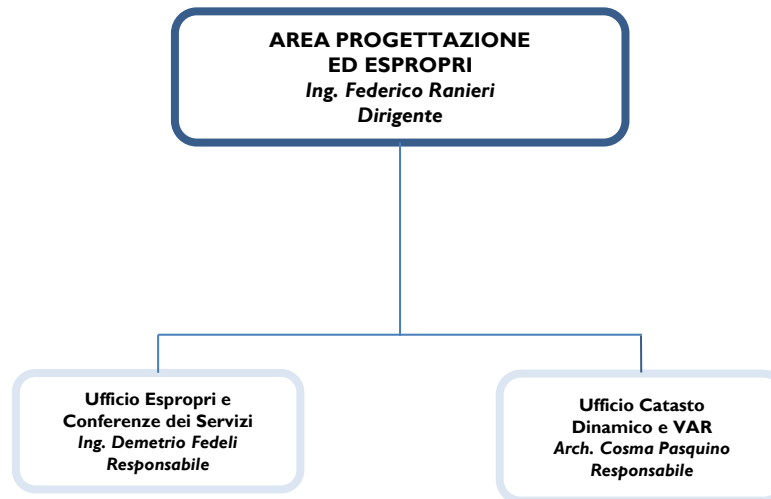 AREA PROGETTAZIONE
ED ESPROPRI
Ing. Federico Ranieri
Dirigente
Ufficio Espropri e
Conferenze dei Servizi
Ing. Demetrio Fedeli
Responsabile
Ufficio Catasto
Dinamico e VAR
Arch. Cosma Pasquino
Responsabile